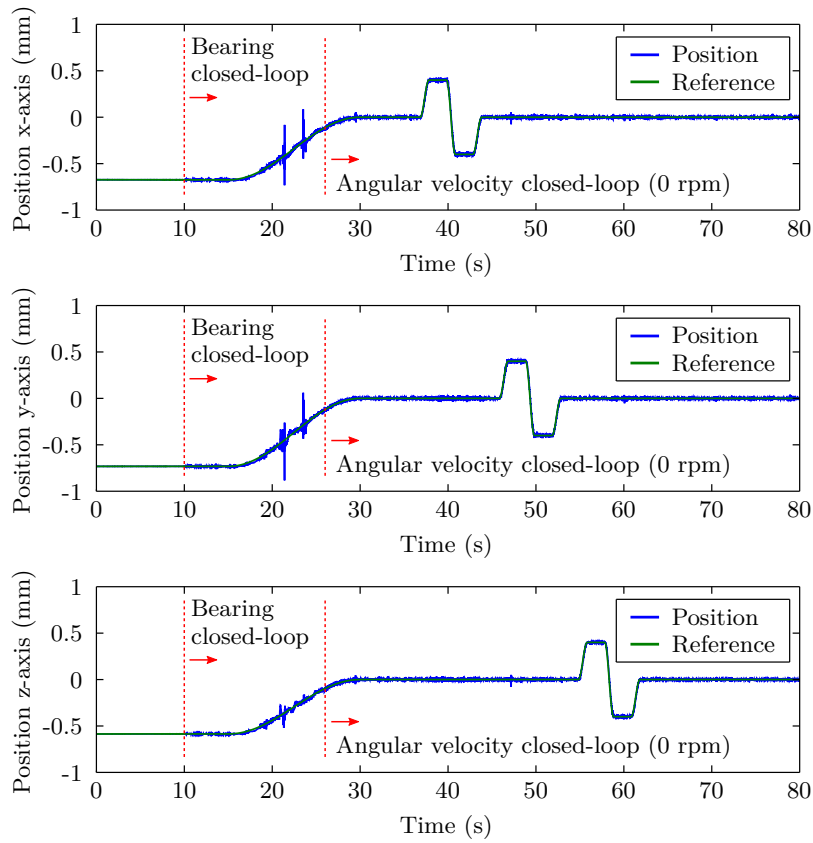 Position x-axis (mm)
1
0.5
0
-0.5
-1
Bearing
closed-loop
Position
Reference
Angular velocity closed-loop (0 rpm)
0 10 20 30 40 50 60 70 80
Time (s)
Position y-axis (mm)
1
0.5
0
-0.5
-1
Bearing
closed-loop
Position
Reference
Angular velocity closed-loop (0 rpm)
0 10 20 30 40 50 60 70 80
Time (s)
Position z-axis (mm)
1
0.5
0
-0.5
-1
Bearing
closed-loop
Position
Reference
Angular velocity closed-loop (0 rpm)
0 10 20 30 40 50 60 70 80
Time (s)